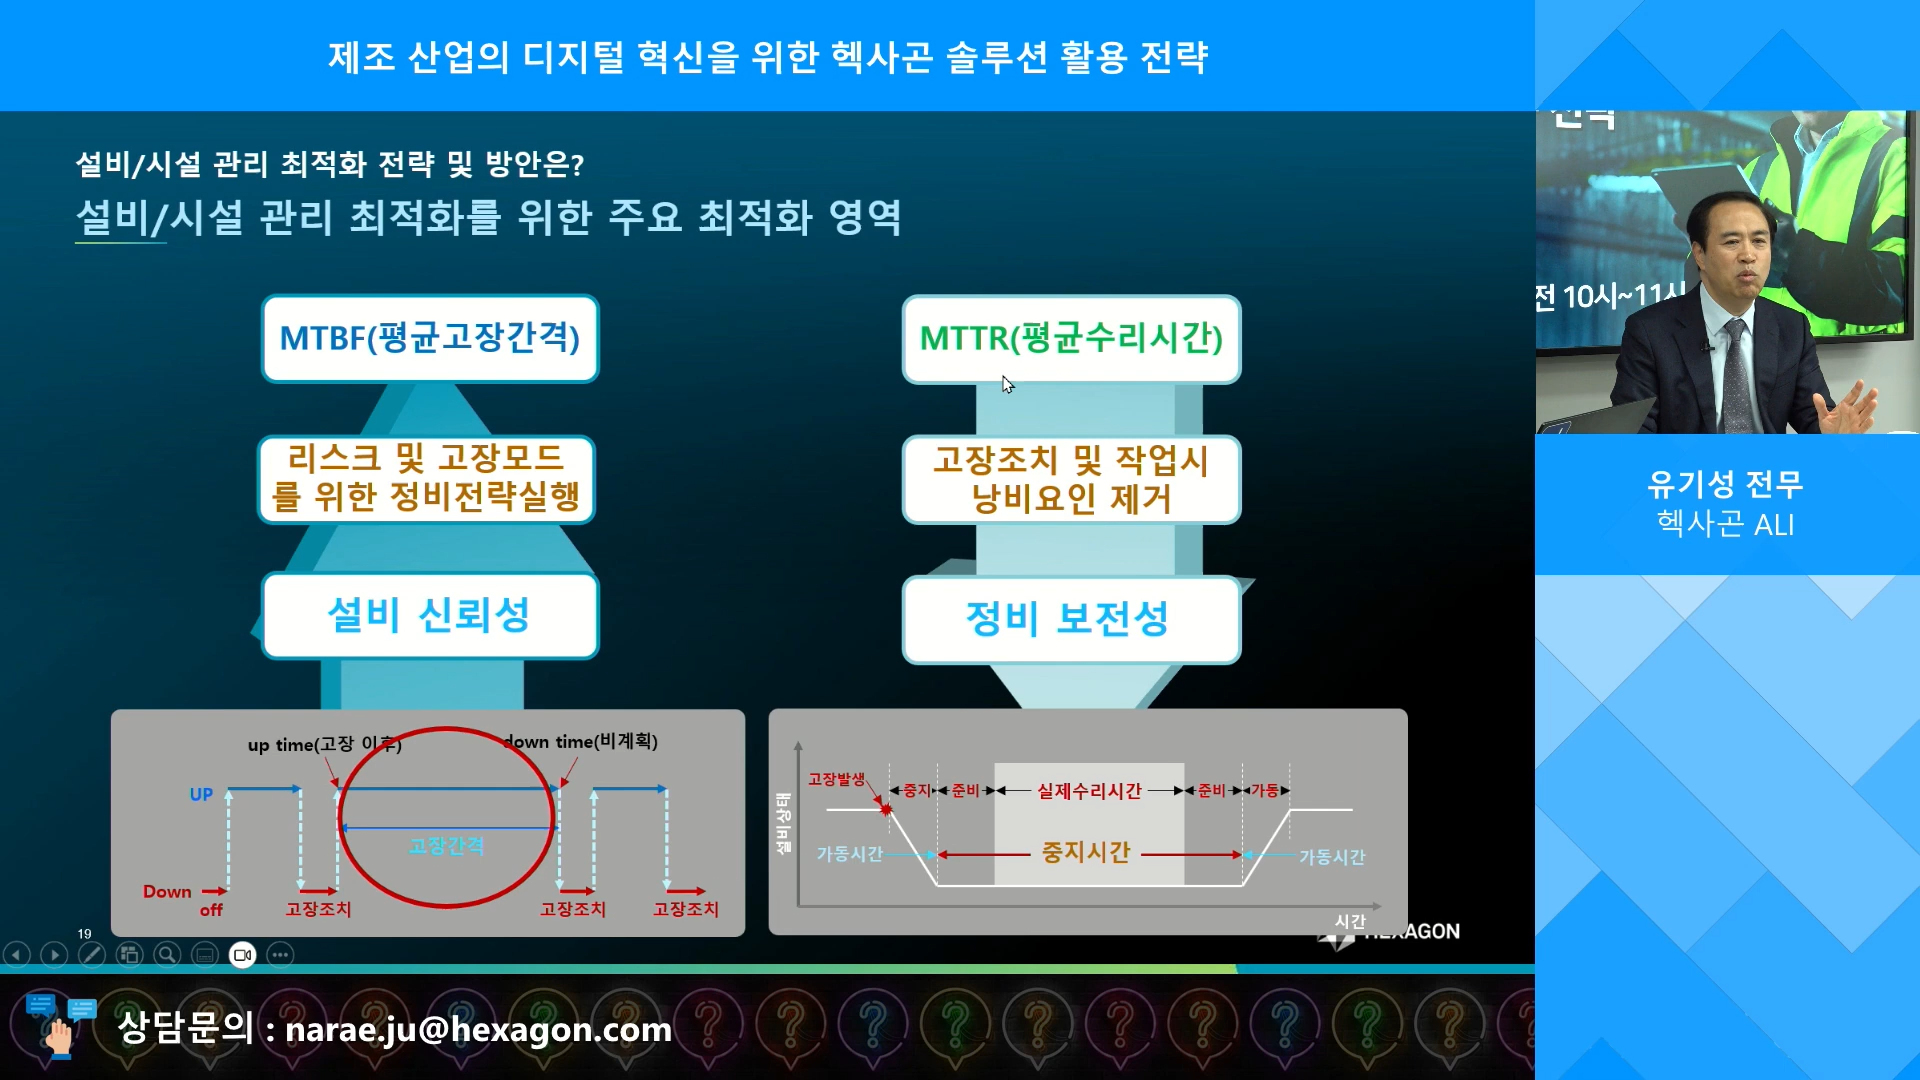 제조 산업의 디지털 혁신을 위한 헥사곤 솔루션 활용 전략
설비/시설 관리 최적화 전략 및 방안은?
설비/시설 관리 최적화를 위한 주요 최적화 영역
MTBF(평균고장간격)
리스크 및 고장모드
를 위한 정비전략실행
설비 신뢰성
MTTR(평균수리시간)
고장조치 및 작업시
낭비요인 제거
정비 보전성
up time(고장 이후)
down time(비계획)
UP
고장간격
Down
off
고장조치
고장조치
고장조치
설비상태
고장발생
중지
준비
실제수리시간
준비
가동
가동시간
중지시간
가동시간
시간
19
HEXAGON
전 10시~11시
유기성 전무
헥사곤 ALI
상담문의 : narae.ju@hexagon.com